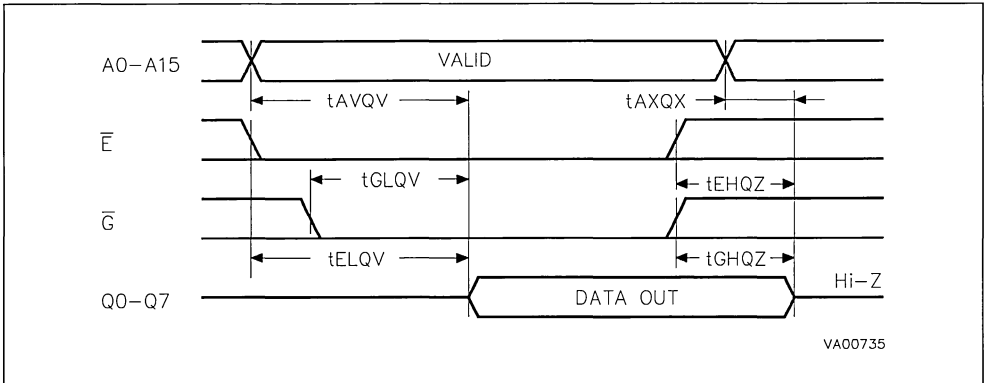 A0-A15
VALID
tAVQV
tAXQX
E̅
tGLQV
tEHQZ
G̅
tELQV
tGHQZ
Q0-Q7
DATA OUT
Hi-Z
VA00735